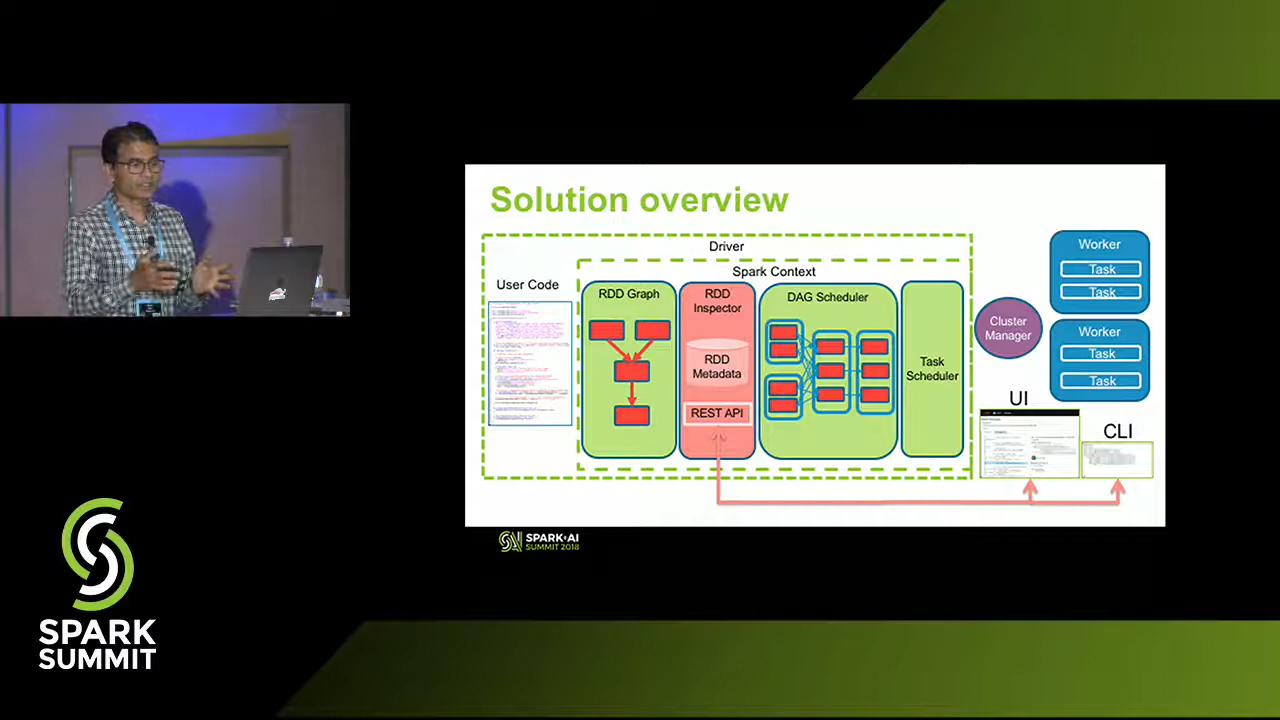 Solution overview
Driver
Spark Context
User Code
RDD Graph
RDD
Inspector
RDD
Metadata
REST API
DAG Scheduler
Task
Scheduler
Cluster
Manager
Worker
Task
Task
Worker
Task
Task
UI
CLI
SPARK+AI
SUMMIT 2018
SPARK
SUMMIT